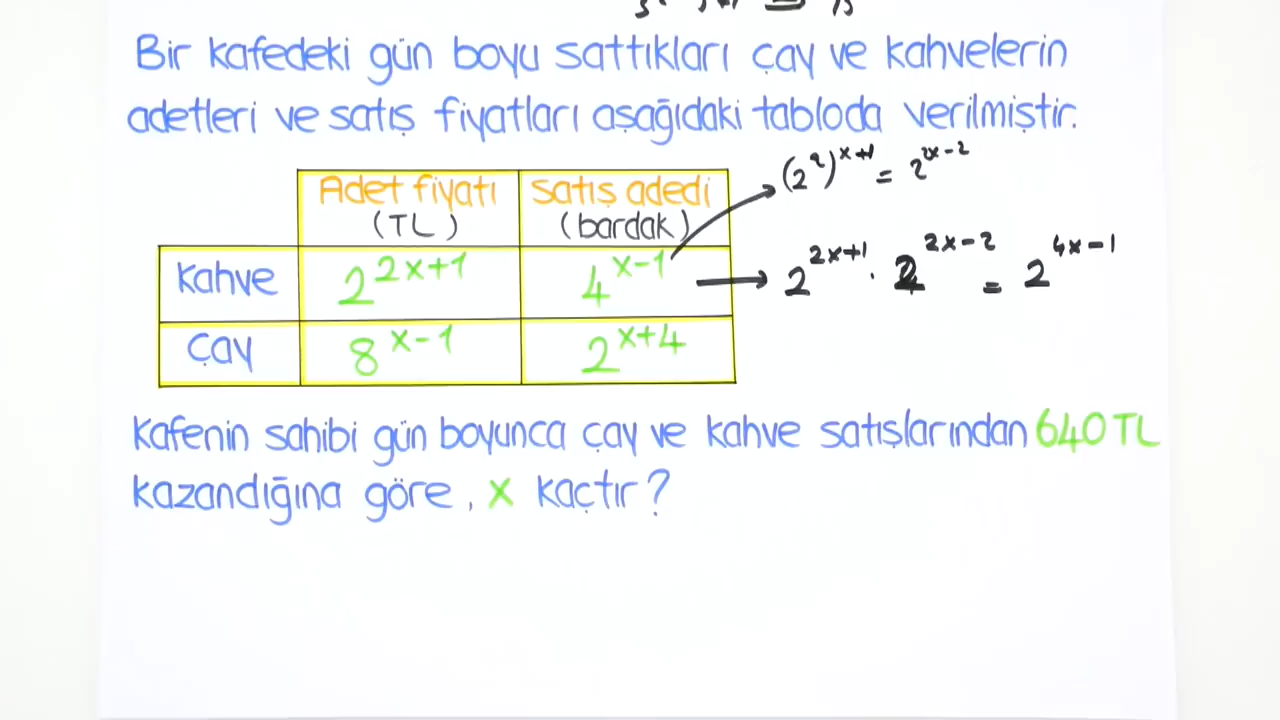 Bir kafedeki gün boyu sattıkları çay ve kahvelerin
adetleri ve satış fiyatları aşağıdaki tabloda verilmiştir.
(2^2)^x+1 = 2^2x-2
Adet fiyatı Satış adedi
(TL) (bardak)
Kahve 2^2x+1 4^x-1 → 2^2x+1 . 2^2x-2 = 2^4x-1
Çay 8^x-1 2^x+4
Kafenin sahibi gün boyunca çay ve kahve satışlarından 640 TL
kazandığına göre, x kaçtır?